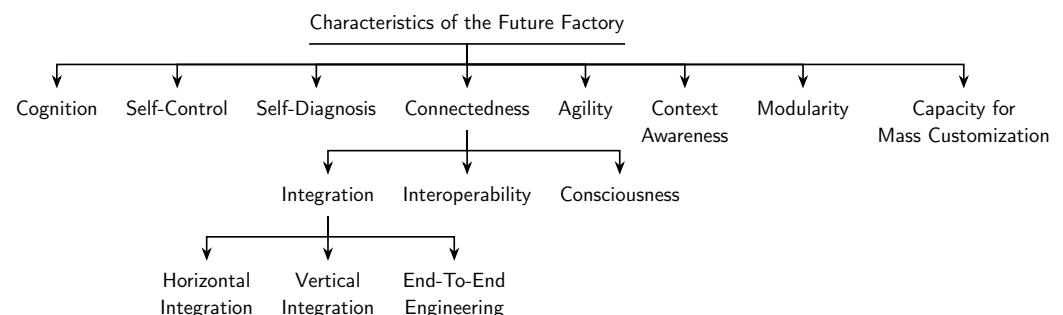 Characteristics of the Future Factory
Cognition
Self-Control
Self-Diagnosis
Connectedness
Agility
Context
Awareness
Modularity
Capacity for
Mass Customization
Integration
Interoperability
Consciousness
Horizontal
Integration
Vertical
Integration
End-To-End
Engineering